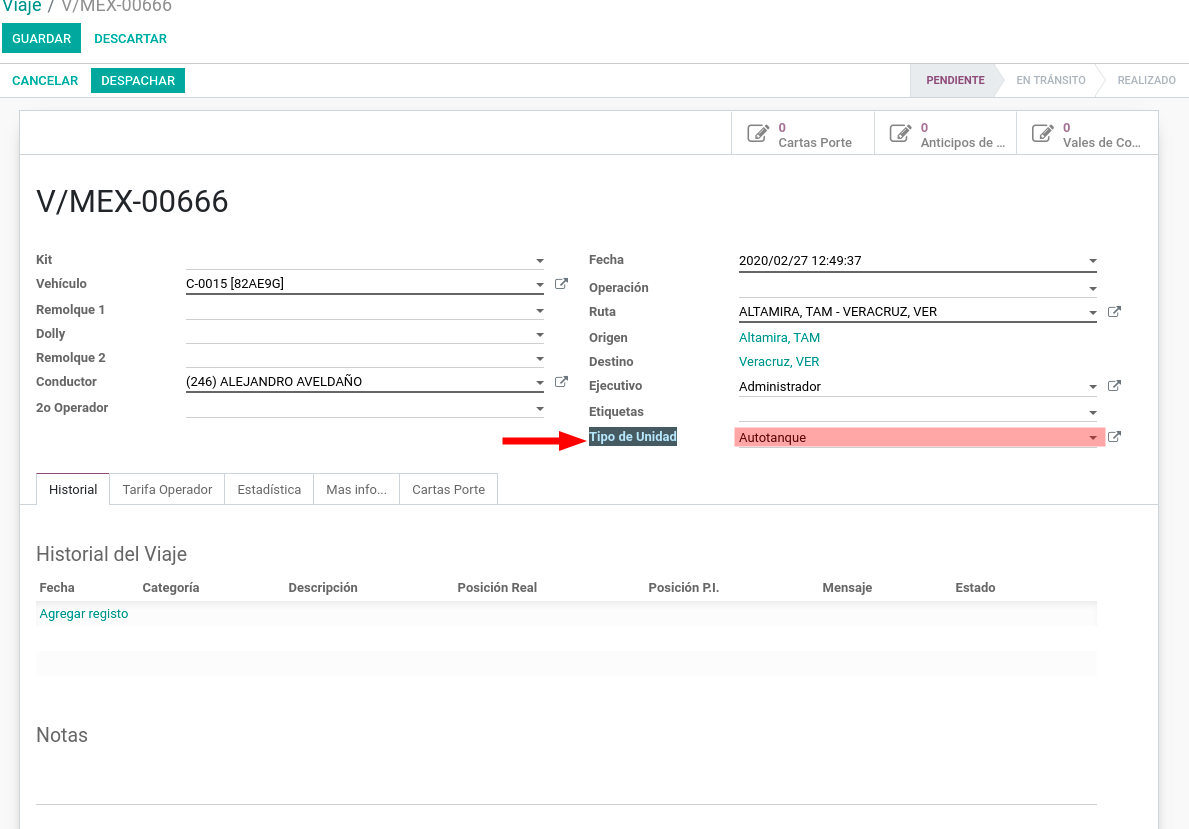 Viaje / V/MEX-00666
GUARDAR DESCARTAR
CANCELAR DESPACHAR
PENDIENTE EN TRÁNSITO REALIZADO
0 Cartas Porte
0 Anticipos de ...
0 Vales de Co...
V/MEX-00666
Kit
Vehículo C-0015 [82AE9G]
Remolque 1
Dolly
Remolque 2
Conductor (246) ALEJANDRO AVELDAÑO
2o Operador
Fecha 2020/02/27 12:49:37
Operación
Ruta ALTAMIRA, TAM - VERACRUZ, VER
Origen Altamira, TAM
Destino Veracruz, VER
Ejecutivo Administrador
Etiquetas
Tipo de Unidad Autotanque
Historial Tarifa Operador Estadística Mas info... Cartas Porte
Historial del Viaje
Fecha Categoría Descripción Posición Real Posición P.I. Mensaje Estado
Agregar registo
Notas